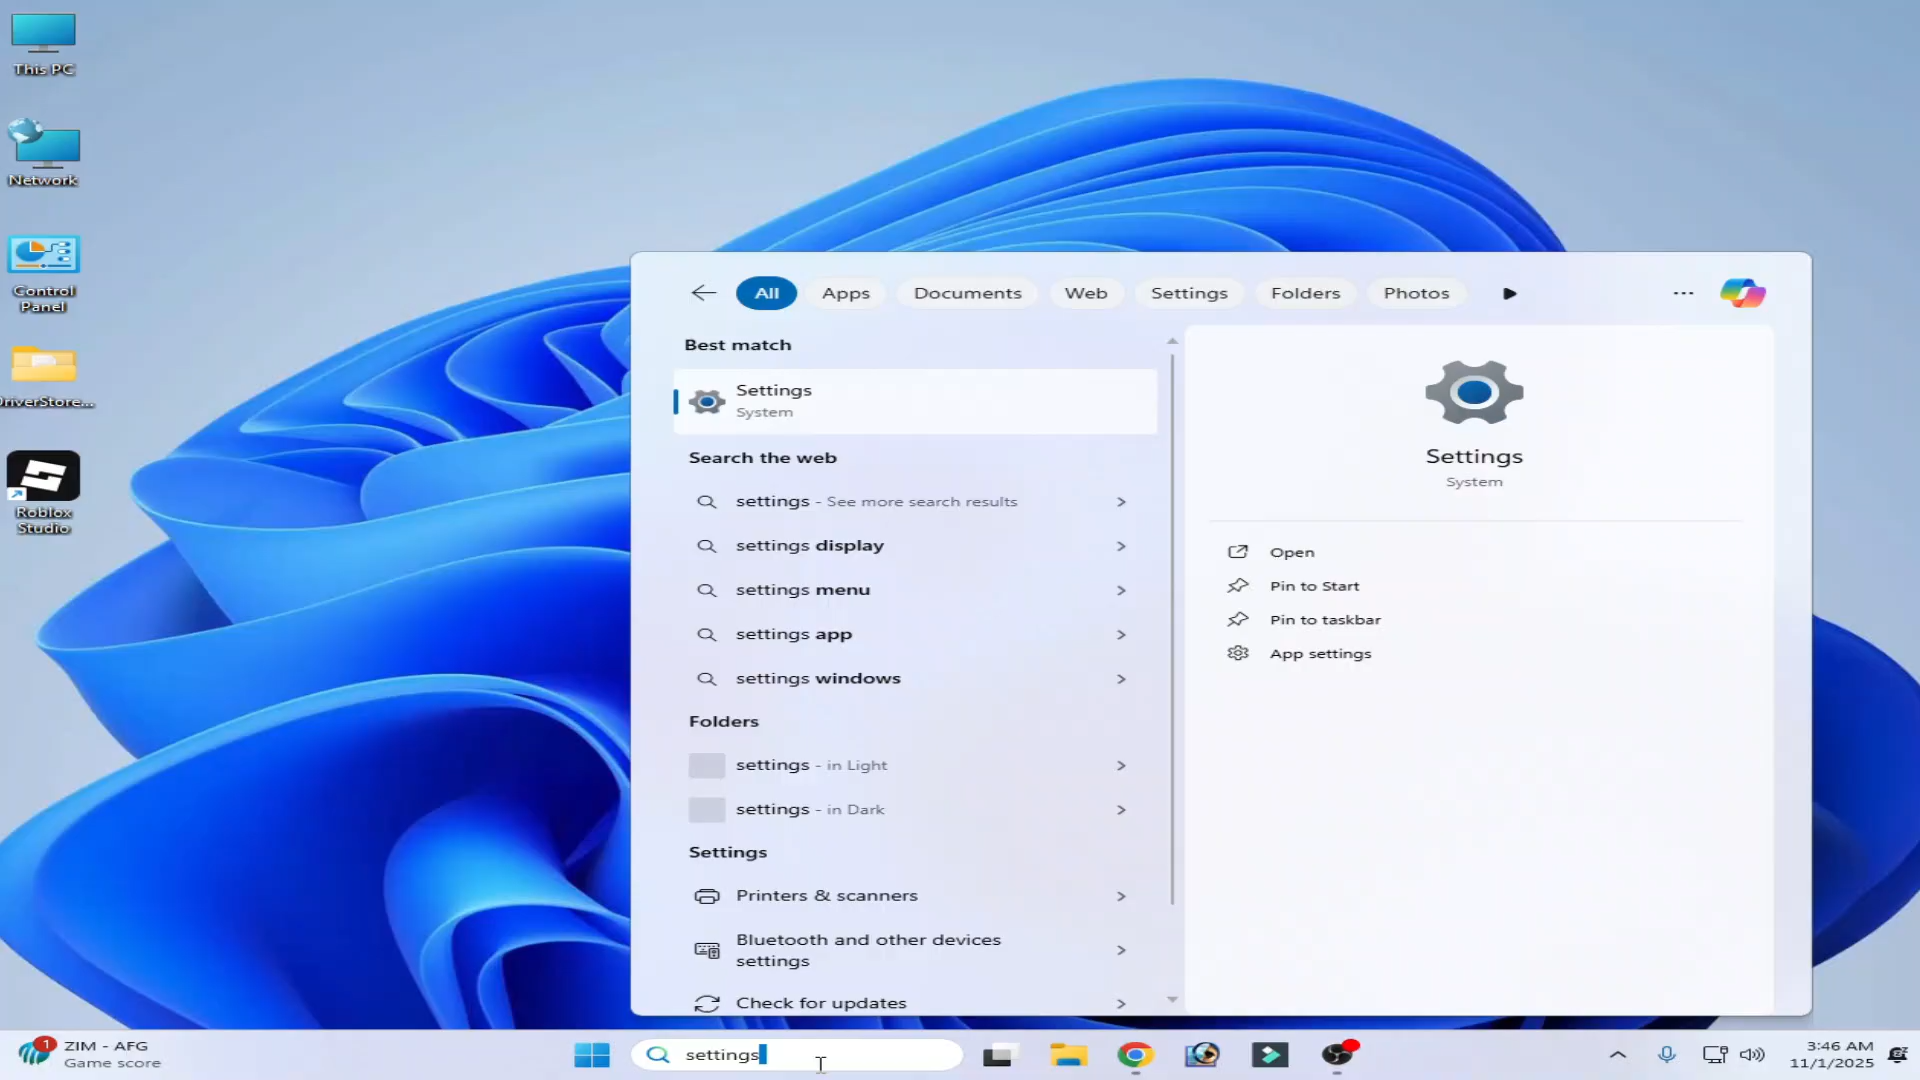 This PC
Network
Control
Panel
DriverStore...
Roblox
Studio
All
Apps
Documents
Web
Settings
Folders
Photos
Best match
Settings
System
Search the web
settings - See more search results
settings display
settings menu
settings app
settings windows
Folders
settings - in Light
settings - in Dark
Settings
Printers & scanners
Bluetooth and other devices
settings
Check for updates
Settings
System
Open
Pin to Start
Pin to taskbar
App settings
1
ZIM - AFG
Game score
settings
3:46 AM
11/1/2025